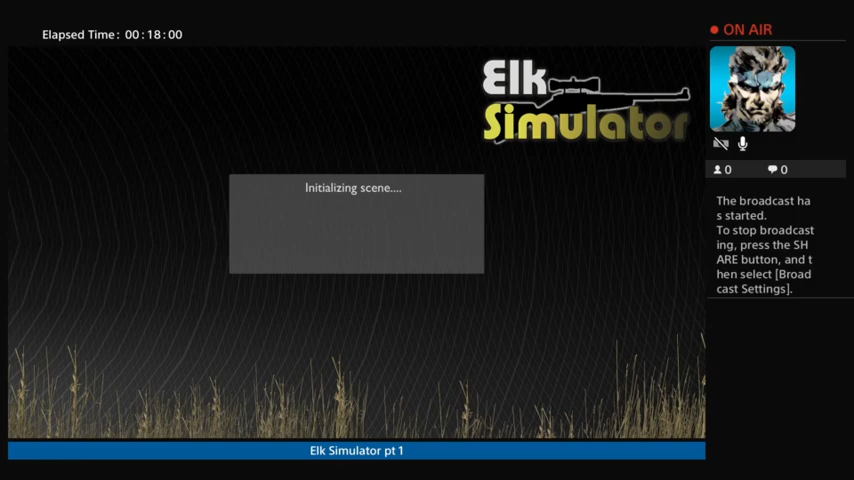 Elapsed Time: 00:18:00
ON AIR
Elk
Simulator
Initializing scene....
0
0
The broadcast ha
s started.
To stop broadcast
ing, press the SH
ARE button, and t
hen select [Broad
cast Settings].
Elk Simulator pt 1